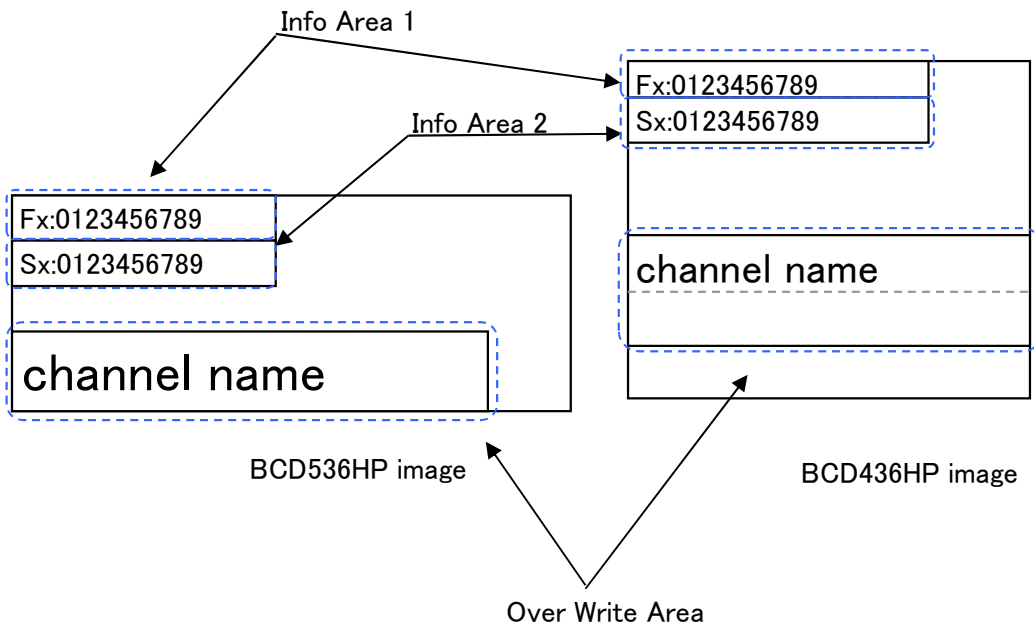 Info Area 1
Fx:0123456789
Sx:0123456789
Info Area 2
Fx:0123456789
Sx:0123456789
channel name
channel name
BCD536HP image
BCD436HP image
Over Write Area